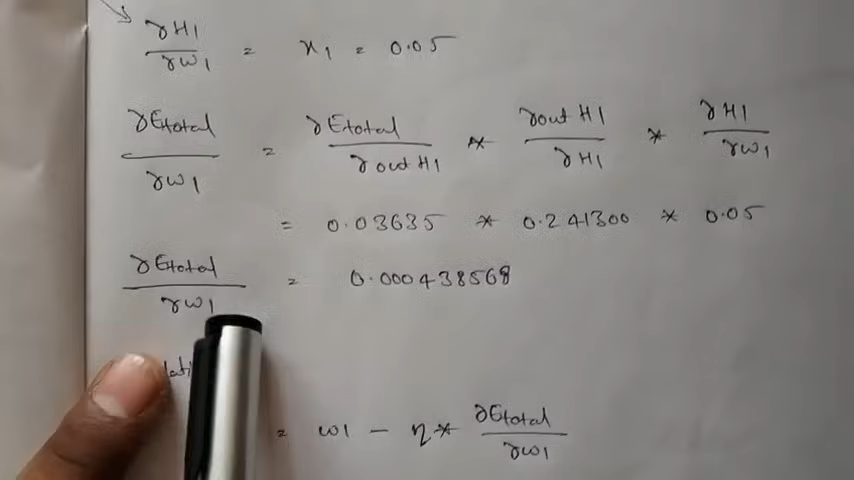 ∂H1/∂w1 = x1 = 0.05
∂Etotal/∂w1 = ∂Etotal/∂out H1 * ∂out H1/∂H1 * ∂H1/∂w1
= 0.03635 * 0.241300 * 0.05
∂Etotal/∂w1 = 0.000438568
= w1 - η* ∂Etotal/∂w1